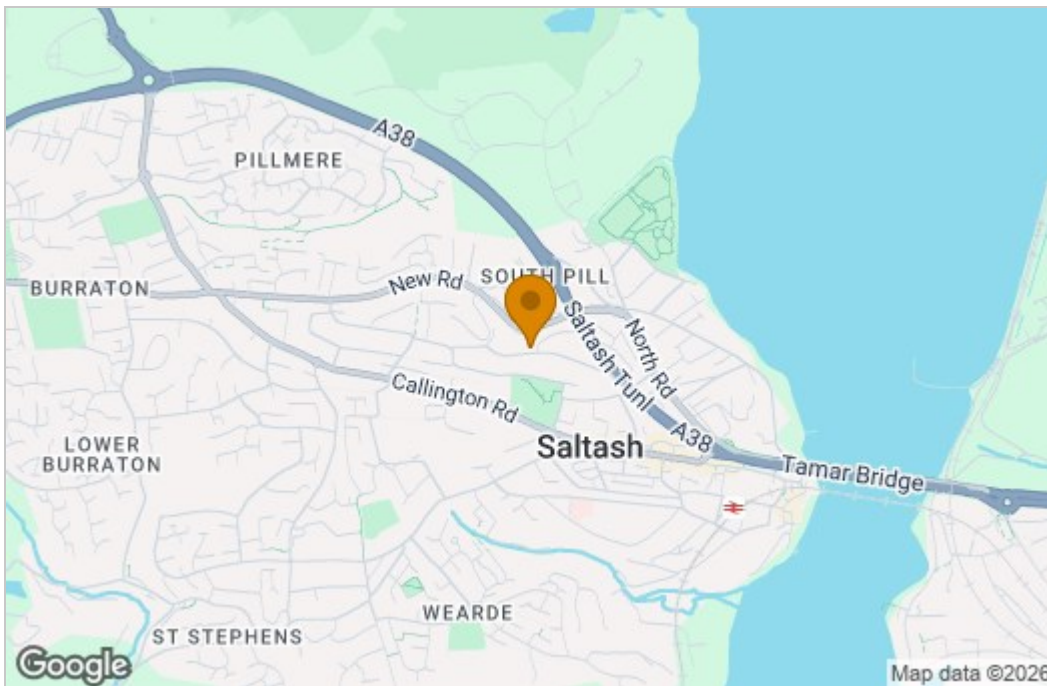 A38
PILLMERE
SOUTH PILL
BURRATON
New Rd
Saltash Tunl
North Rd
Callington Rd
LOWER
BURRATON
Saltash
A38
Tamar Bridge
WEARDE
ST STEPHENS
Google
Map data ©2026